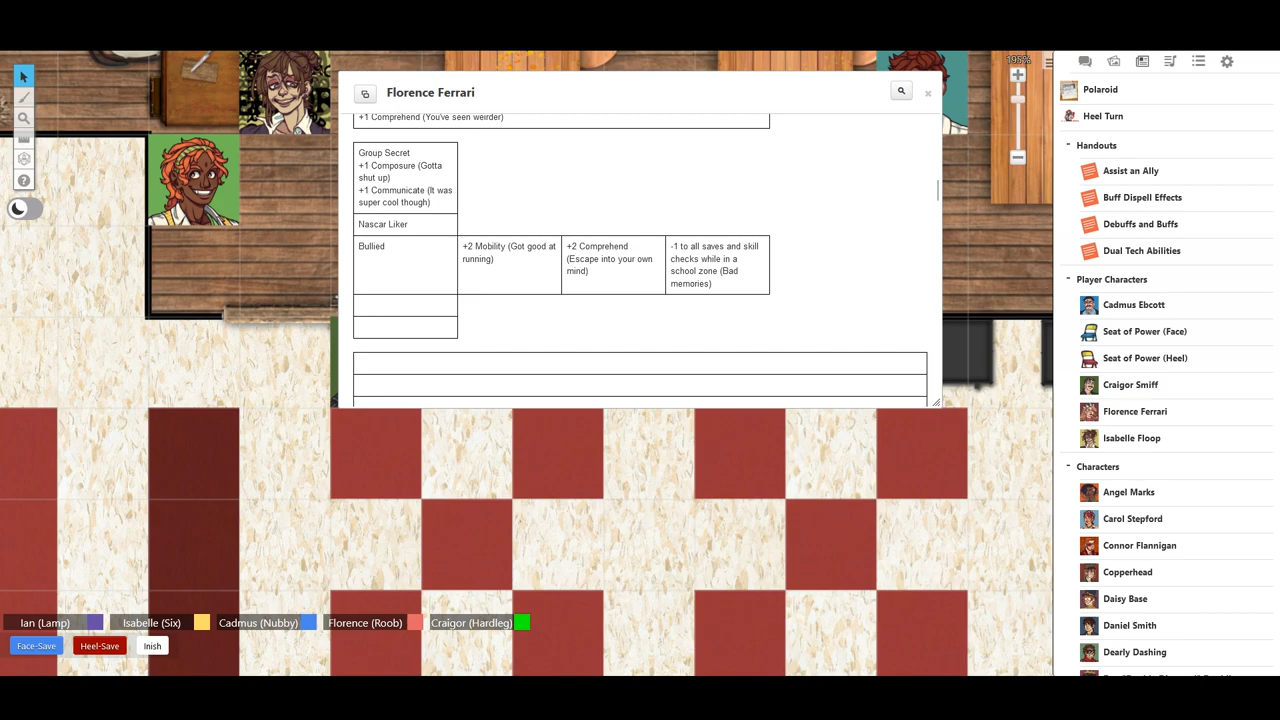 195%
Florence Ferrari
×
+1 Comprehend (You've seen weirder)
Group Secret
+1 Composure (Gotta
shut up)
+1 Communicate (It was
super cool though)
Nascar Liker
Bullied
+2 Mobility (Got good at
running)
+2 Comprehend
(Escape into your own
mind)
-1 to all saves and skill
checks while in a
school zone (Bad
memories)
Polaroid
Heel Turn
Handouts
Assist an Ally
Buff Dispell Effects
Debuffs and Buffs
Dual Tech Abilities
Player Characters
Cadmus Ebcott
Seat of Power (Face)
Seat of Power (Heel)
Craigor Smiff
Florence Ferrari
Isabelle Floop
Characters
Angel Marks
Carol Stepford
Connor Flannigan
Copperhead
Daisy Base
Daniel Smith
Dearly Dashing
Ian (Lamp)
Isabelle (Six)
Cadmus (Nubby)
Florence (Roob)
Craigor (Hardleg)
Face-Save
Heel-Save
Inish